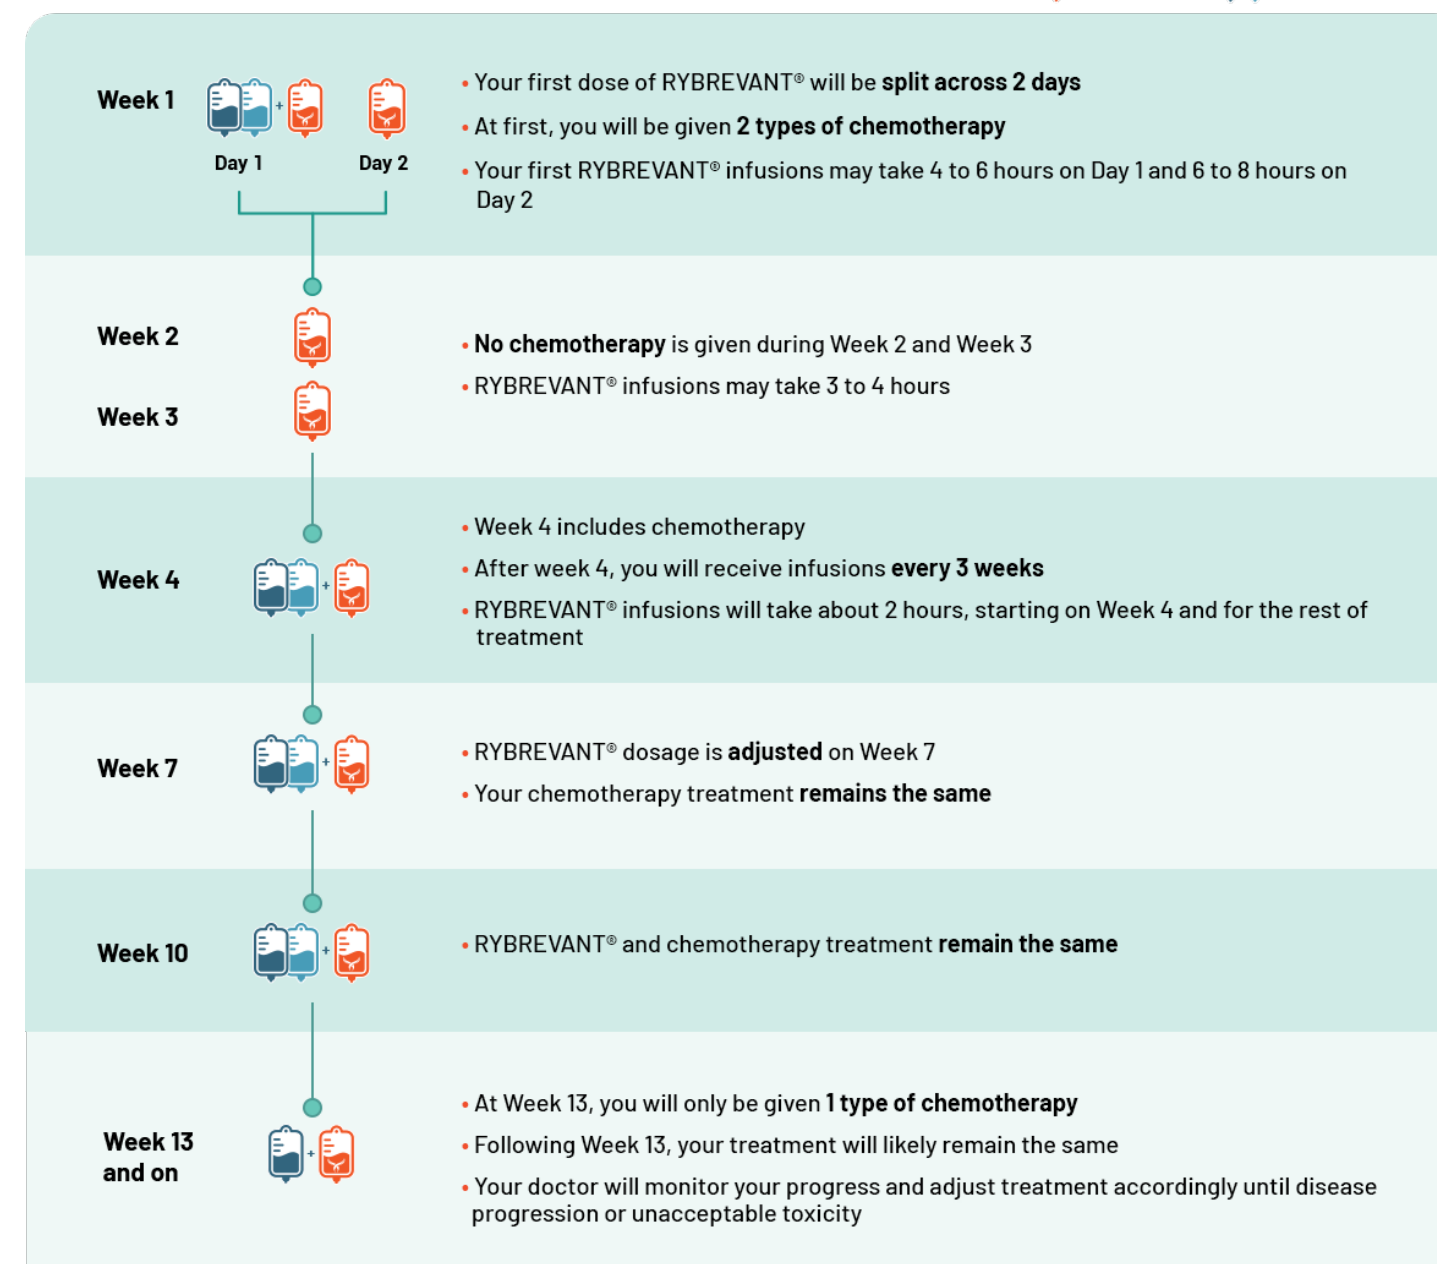 Week 1
+
Day 1
Day 2
• Your first dose of RYBREVANT® will be split across 2 days
• At first, you will be given 2 types of chemotherapy
• Your first RYBREVANT® infusions may take 4 to 6 hours on Day 1 and 6 to 8 hours on
Day 2
Week 2
Week 3
• No chemotherapy is given during Week 2 and Week 3
• RYBREVANT® infusions may take 3 to 4 hours
Week 4
+
• Week 4 includes chemotherapy
• After week 4, you will receive infusions every 3 weeks
• RYBREVANT® infusions will take about 2 hours, starting on Week 4 and for the rest of
treatment
Week 7
+
• RYBREVANT® dosage is adjusted on Week 7
• Your chemotherapy treatment remains the same
Week 10
+
• RYBREVANT® and chemotherapy treatment remain the same
Week 13
and on
+
• At Week 13, you will only be given 1 type of chemotherapy
• Following Week 13, your treatment will likely remain the same
• Your doctor will monitor your progress and adjust treatment accordingly until disease
progression or unacceptable toxicity